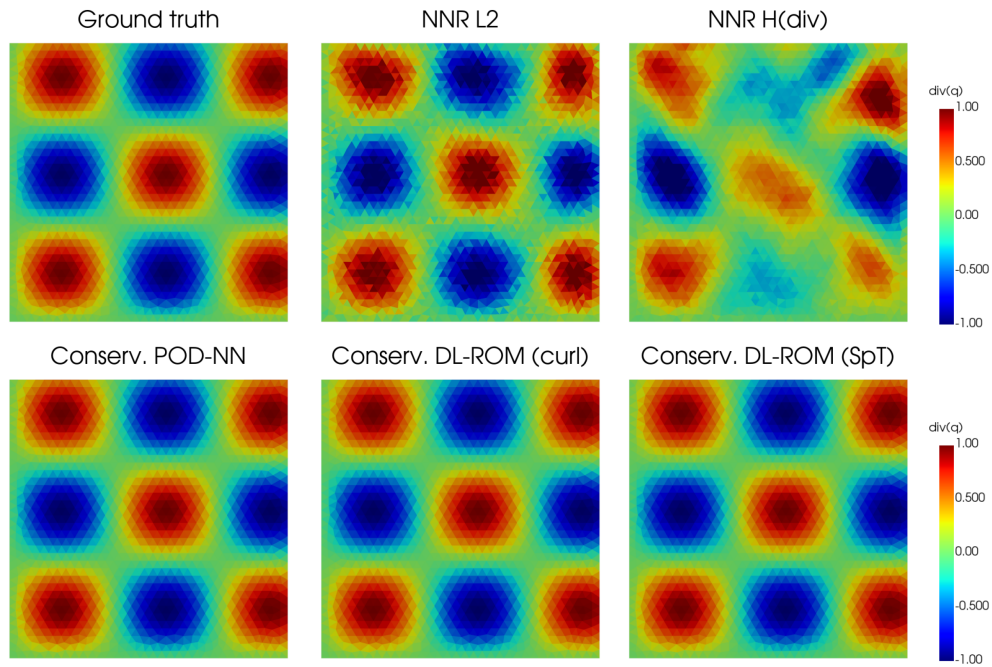 Ground truth
NNR L2
NNR H(div)
div(q)
1.00
0.500
0.00
-0.500
-1.00
Conserv. POD-NN
Conserv. DL-ROM (curl)
Conserv. DL-ROM (SpT)
div(q)
1.00
0.500
0.00
-0.500
-1.00